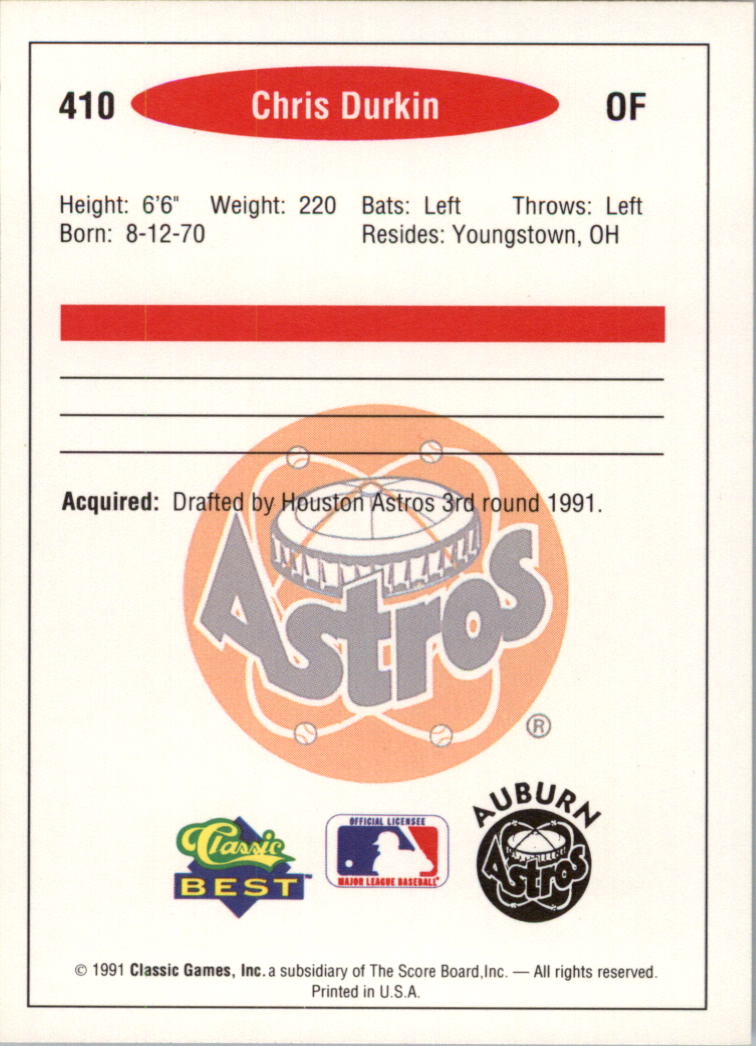 410 Chris Durkin OF
Height: 6'6" Weight: 220 Bats: Left Throws: Left
Born: 8-12-70 Resides: Youngstown, OH
Acquired: Drafted by Houston Astros 3rd round 1991.
Astros
®
Classic
BEST™
OFFICIAL LICENSEE
MAJOR LEAGUE BASEBALL®
AUBURN
Astros
© 1991 Classic Games, Inc. a subsidiary of The Score Board,Inc. — All rights reserved.
Printed in U.S.A.